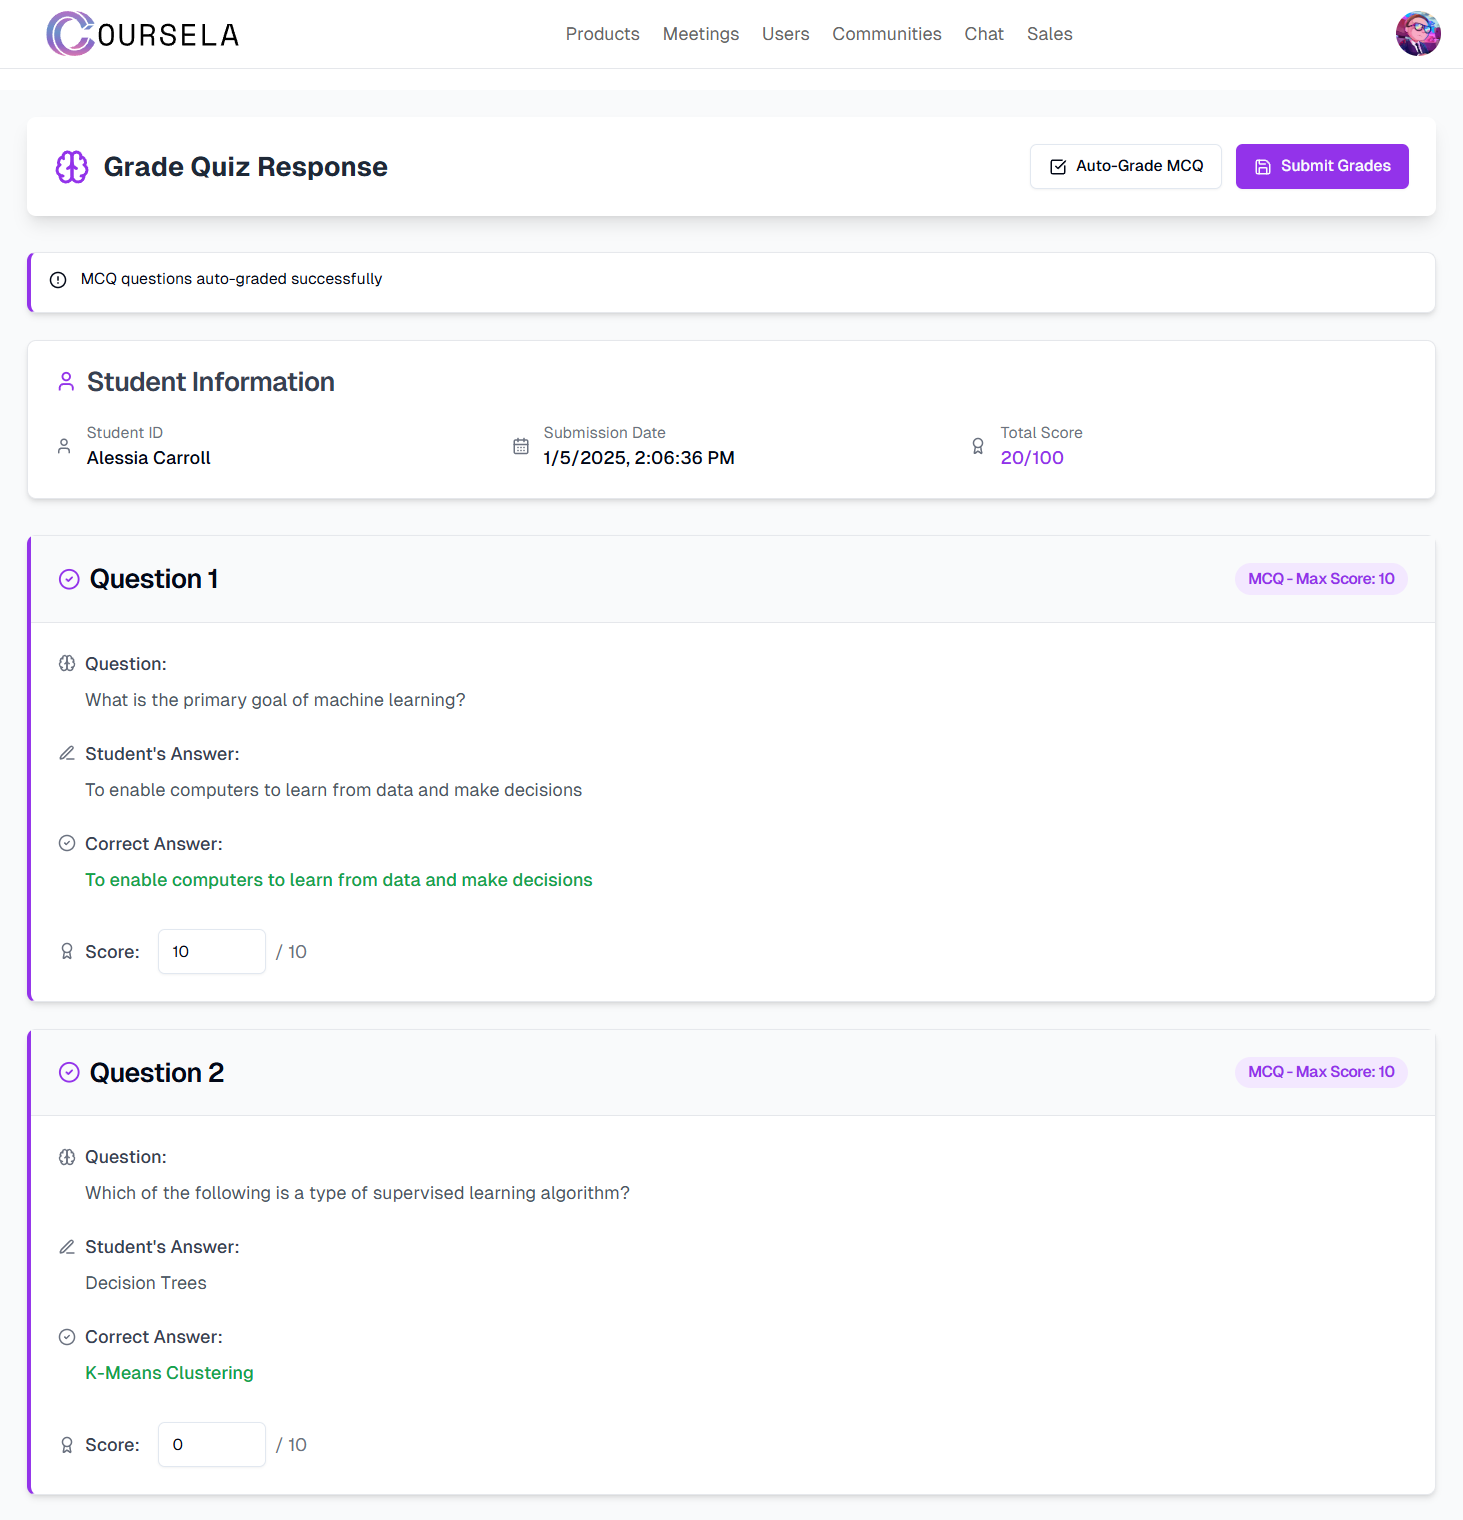 COURSELA
Products Meetings Users Communities Chat Sales
Grade Quiz Response
Auto-Grade MCQ
Submit Grades
MCQ questions auto-graded successfully
Student Information
Student ID
Alessia Carroll
Submission Date
1/5/2025, 2:06:36 PM
Total Score
20/100
Question 1
MCQ - Max Score: 10
Question:
What is the primary goal of machine learning?
Student's Answer:
To enable computers to learn from data and make decisions
Correct Answer:
To enable computers to learn from data and make decisions
Score: 10 / 10
Question 2
MCQ - Max Score: 10
Question:
Which of the following is a type of supervised learning algorithm?
Student's Answer:
Decision Trees
Correct Answer:
K-Means Clustering
Score: 0 / 10